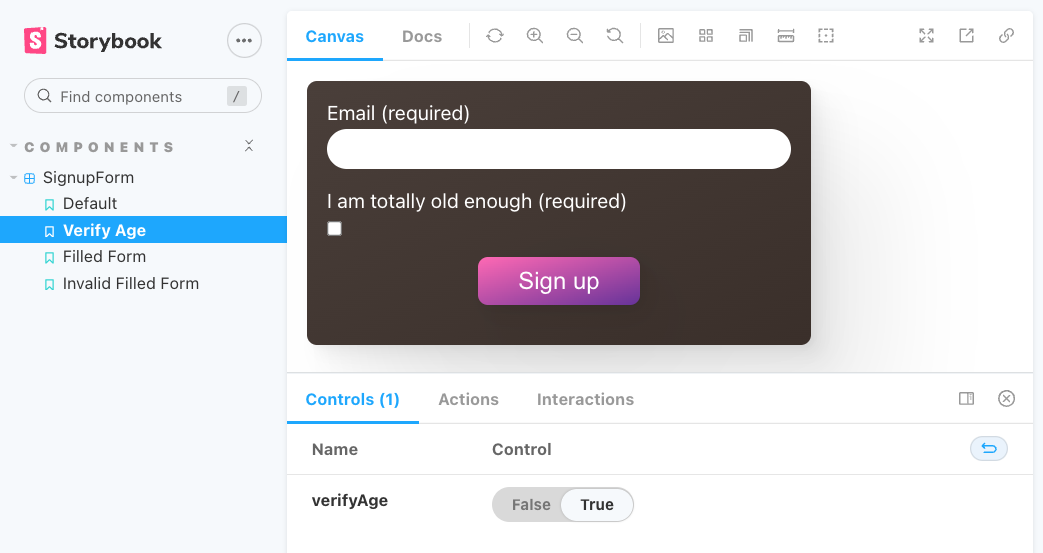 Storybook
Find components /
COMPONENTS
SignupForm
Default
Verify Age
Filled Form
Invalid Filled Form
Canvas Docs
Email (required)
I am totally old enough (required)
Sign up
Controls (1) Actions Interactions
Name Control
verifyAge False True